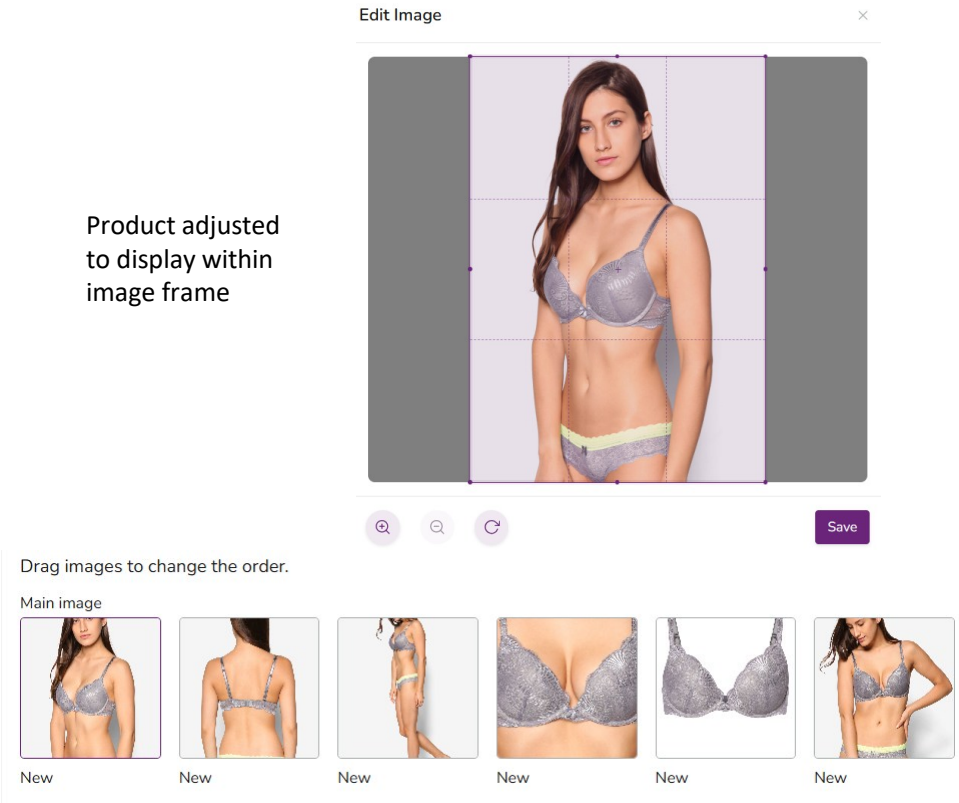 Edit Image
Product adjusted
to display within
image frame
Save
Drag images to change the order.
Main image
New
New
New
New
New
New